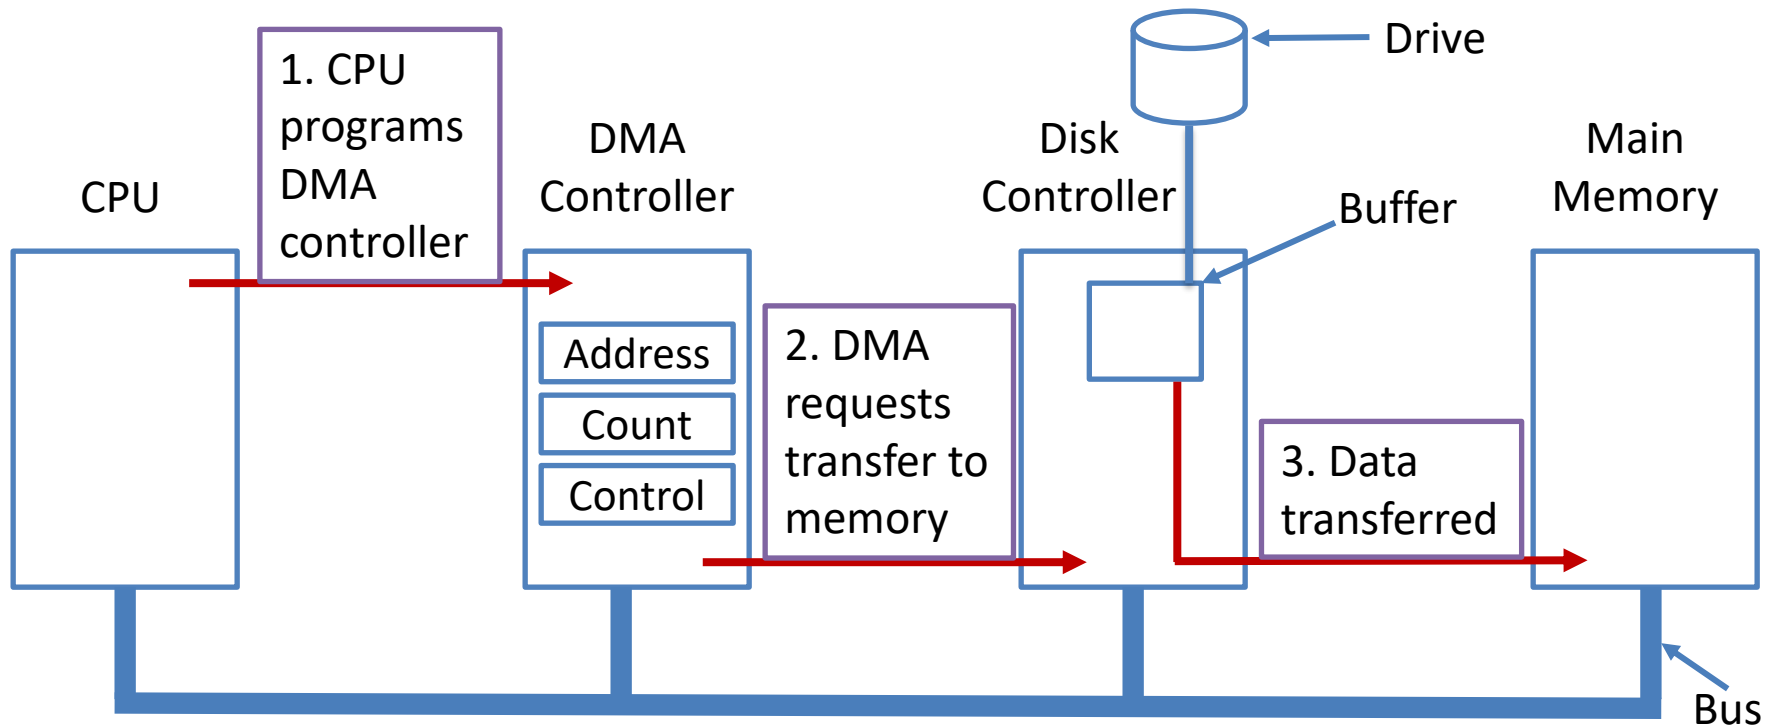 CPU
1. CPU
programs
DMA
controller
DMA
Controller
Address
Count
Control
2. DMA
requests
transfer to
memory
Disk
Controller
Drive
Buffer
3. Data
transferred
Main
Memory
Bus